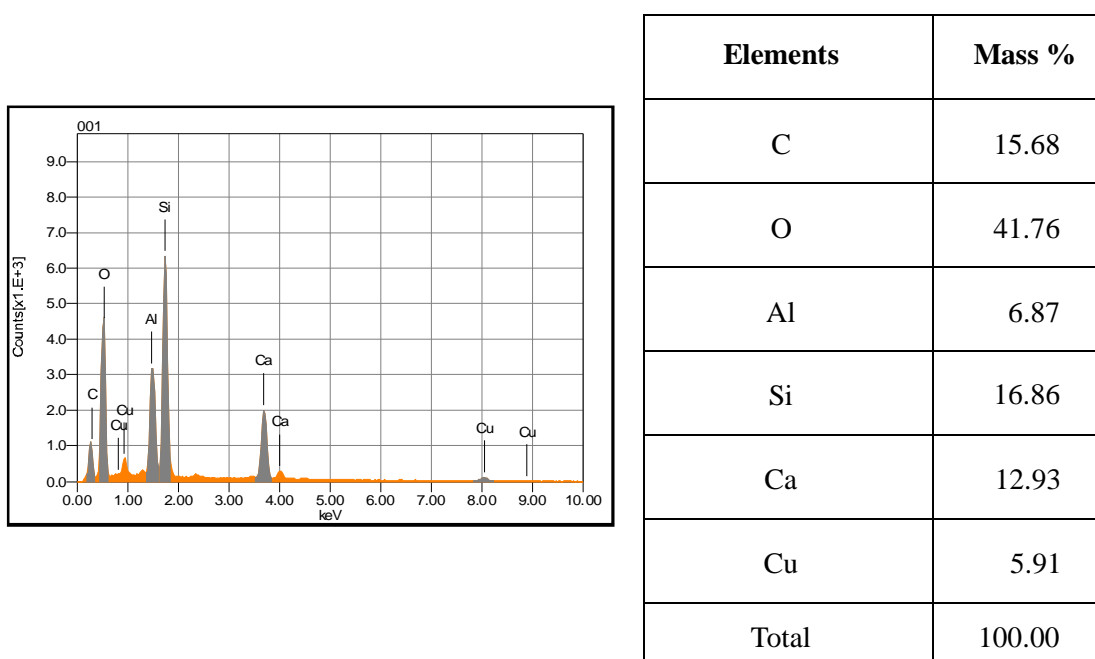 001
Counts[x1.E+3]
9.0
8.0
7.0
6.0
5.0
4.0
3.0
2.0
1.0
0.0
C
O
Cu
Cu
Al
Si
Ca
Ca
Cu
Cu
0.00 1.00 2.00 3.00 4.00 5.00 6.00 7.00 8.00 9.00 10.00
keV
Elements Mass %
C 15.68
O 41.76
Al 6.87
Si 16.86
Ca 12.93
Cu 5.91
Total 100.00